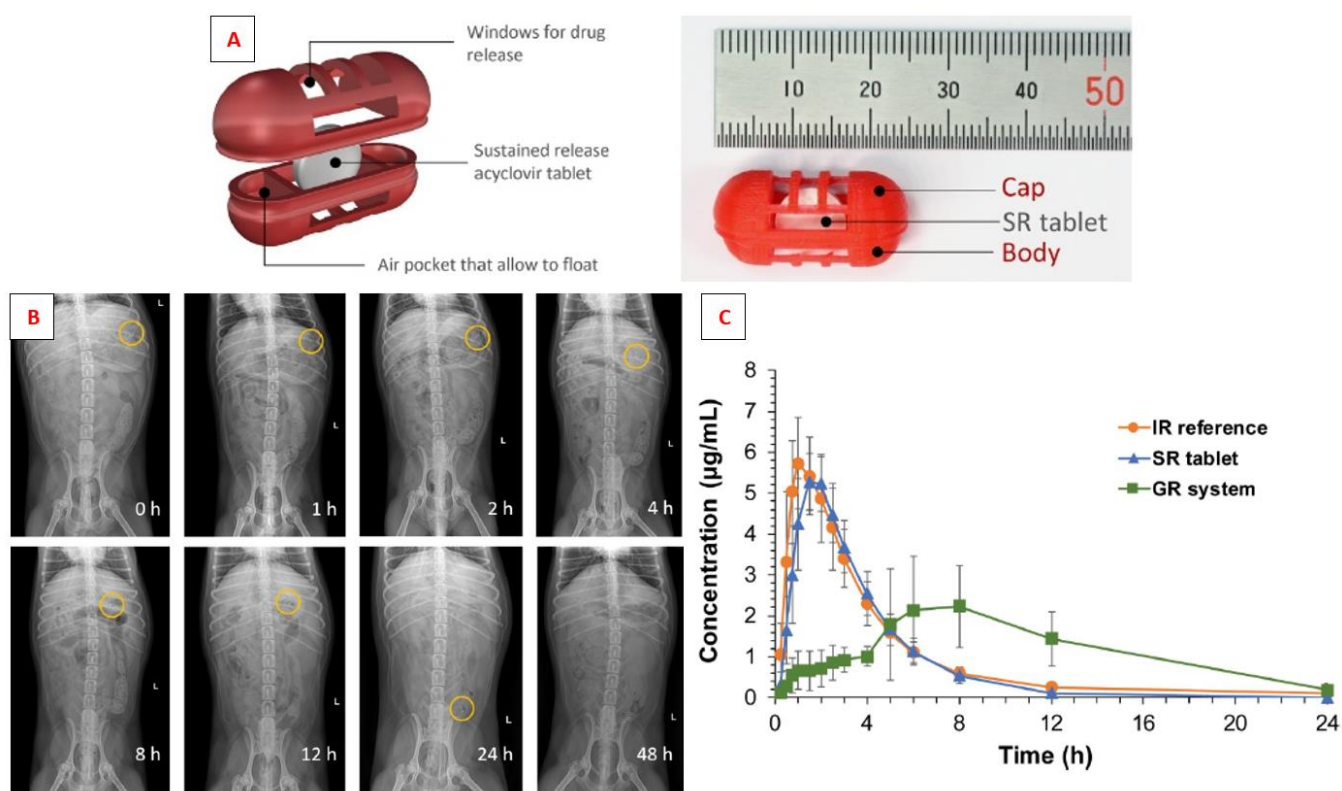 A
Windows for drug
release
Sustained release
acyclovir tablet
Air pocket that allow to float
10 20 30 40 50
Cap
SR tablet
Body
B
L
0 h
L
1 h
L
2 h
L
4 h
L
8 h
L
12 h
L
24 h
L
48 h
C
Concentration (µg/mL)
8
7
6
5
4
3
2
1
0
0 4 8 12 16 20 24
Time (h)
IR reference
SR tablet
GR system